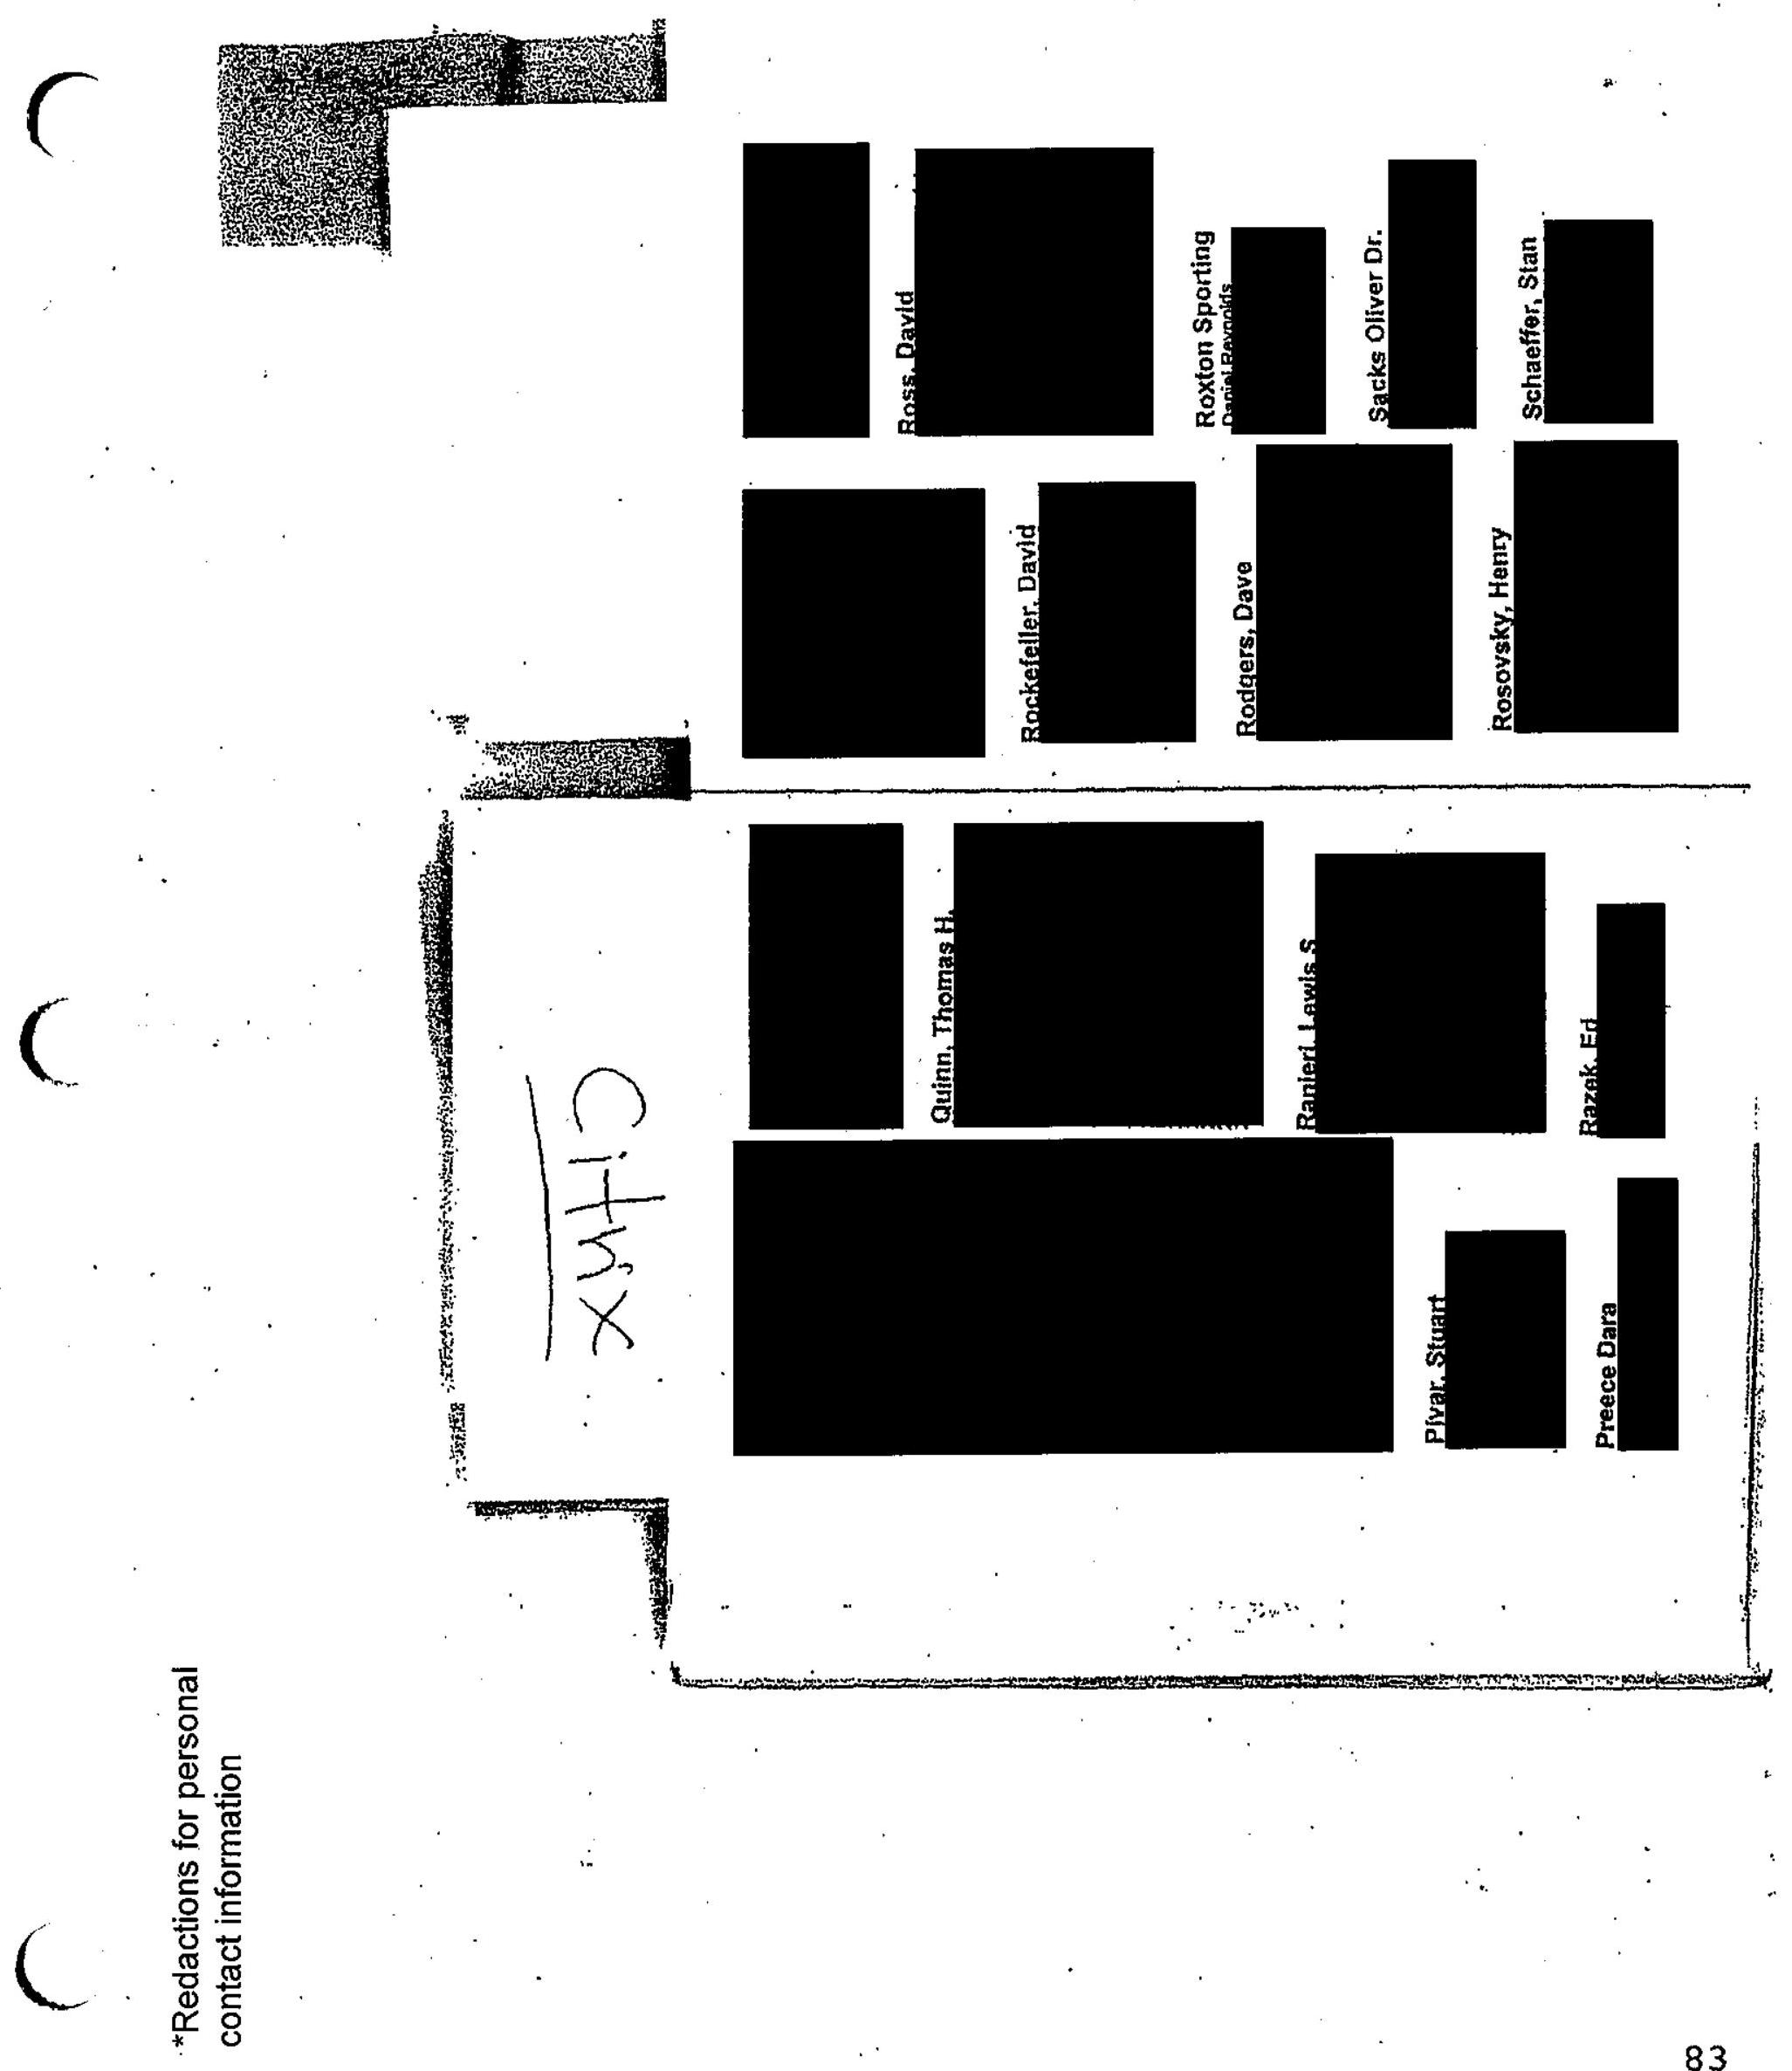 *Redactions for personal
contact information
Citrix
Pivar, Stuart
Preece Dara
Quinn, Thomas H.
Ranieri, Lewis S
Razek, Ed
Rockefeller, David
Rodgers, Dave
Rosovsky, Henry
Ross, David
Roxton Sporting
Daniel Reynolds
Sacks Oliver Dr.
Schaeffer, Stan
83